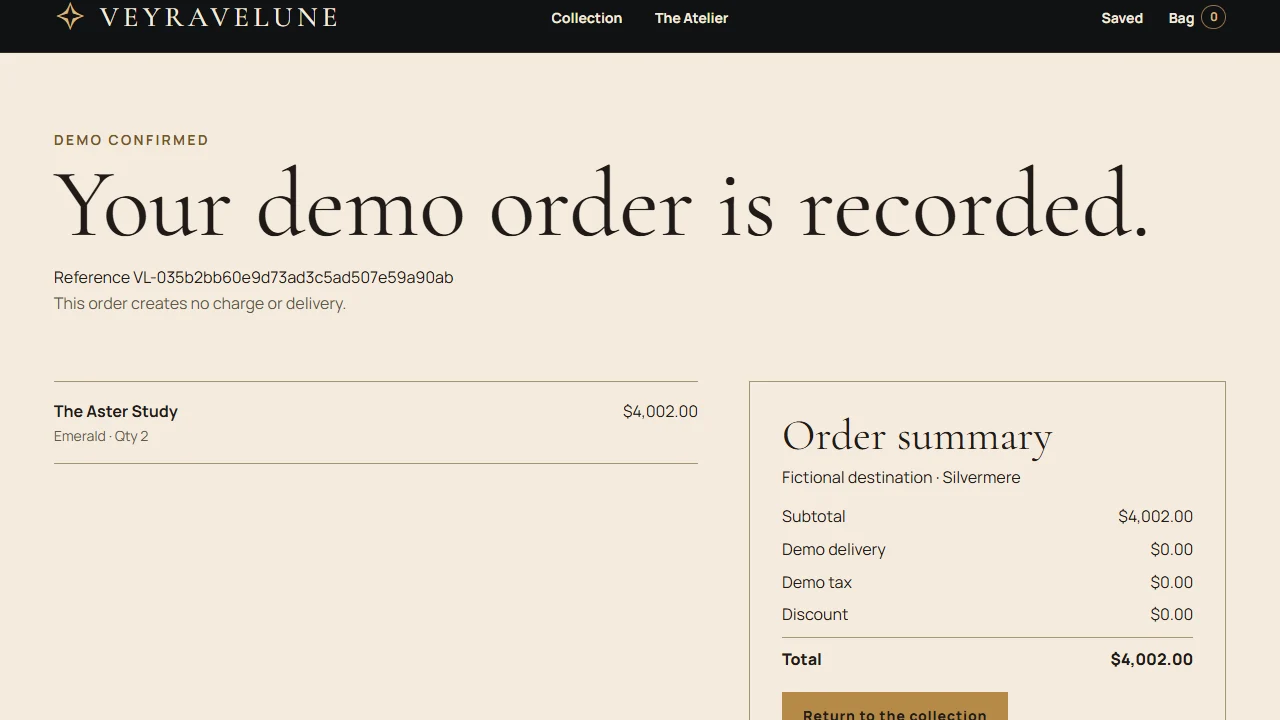 VEYRAVELUNE
Collection
The Atelier
Saved
Bag 0
DEMO CONFIRMED
Your demo order is recorded.
Reference VL-035b2bb60e9d73ad3c5ad507e59a90ab
This order creates no charge or delivery.
The Aster Study $4,002.00
Emerald · Qty 2
Order summary
Fictional destination · Silvermere
Subtotal $4,002.00
Demo delivery $0.00
Demo tax $0.00
Discount $0.00
Total $4,002.00
Return to the collection